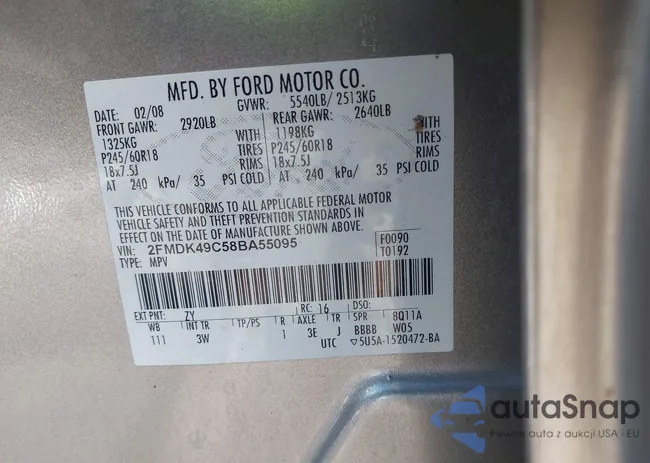 MFD. BY FORD MOTOR CO.
DATE: 02/08 GVWR: 5540LB/ 2513KG
FRONT GAWR: 2920LB REAR GAWR: 2640LB
1325KG WITH 1198KG WITH
P245/60R18 TIRES P245/60R18 TIRES
18x7.5J RIMS 18x7.5J RIMS
AT 240 kPa/ 35 PSI COLD AT 240 kPa/ 35 PSI COLD
THIS VEHICLE CONFORMS TO ALL APPLICABLE FEDERAL MOTOR
VEHICLE SAFETY AND THEFT PREVENTION STANDARDS IN
EFFECT ON THE DATE OF MANUFACTURE SHOWN ABOVE.
VIN: 2FMDK49C58BA55095 F0090
TYPE: MPV T0192
EXT PNT: ZY RC: 16 DSO:
WB INT TR TP/PS R AXLE TR SPR 8Q11A
111 3W 1 3E J BBBB W05
UTC ▽5U5A-1520472-BA
autaSnap
Pewne auta z aukcji USA i EU